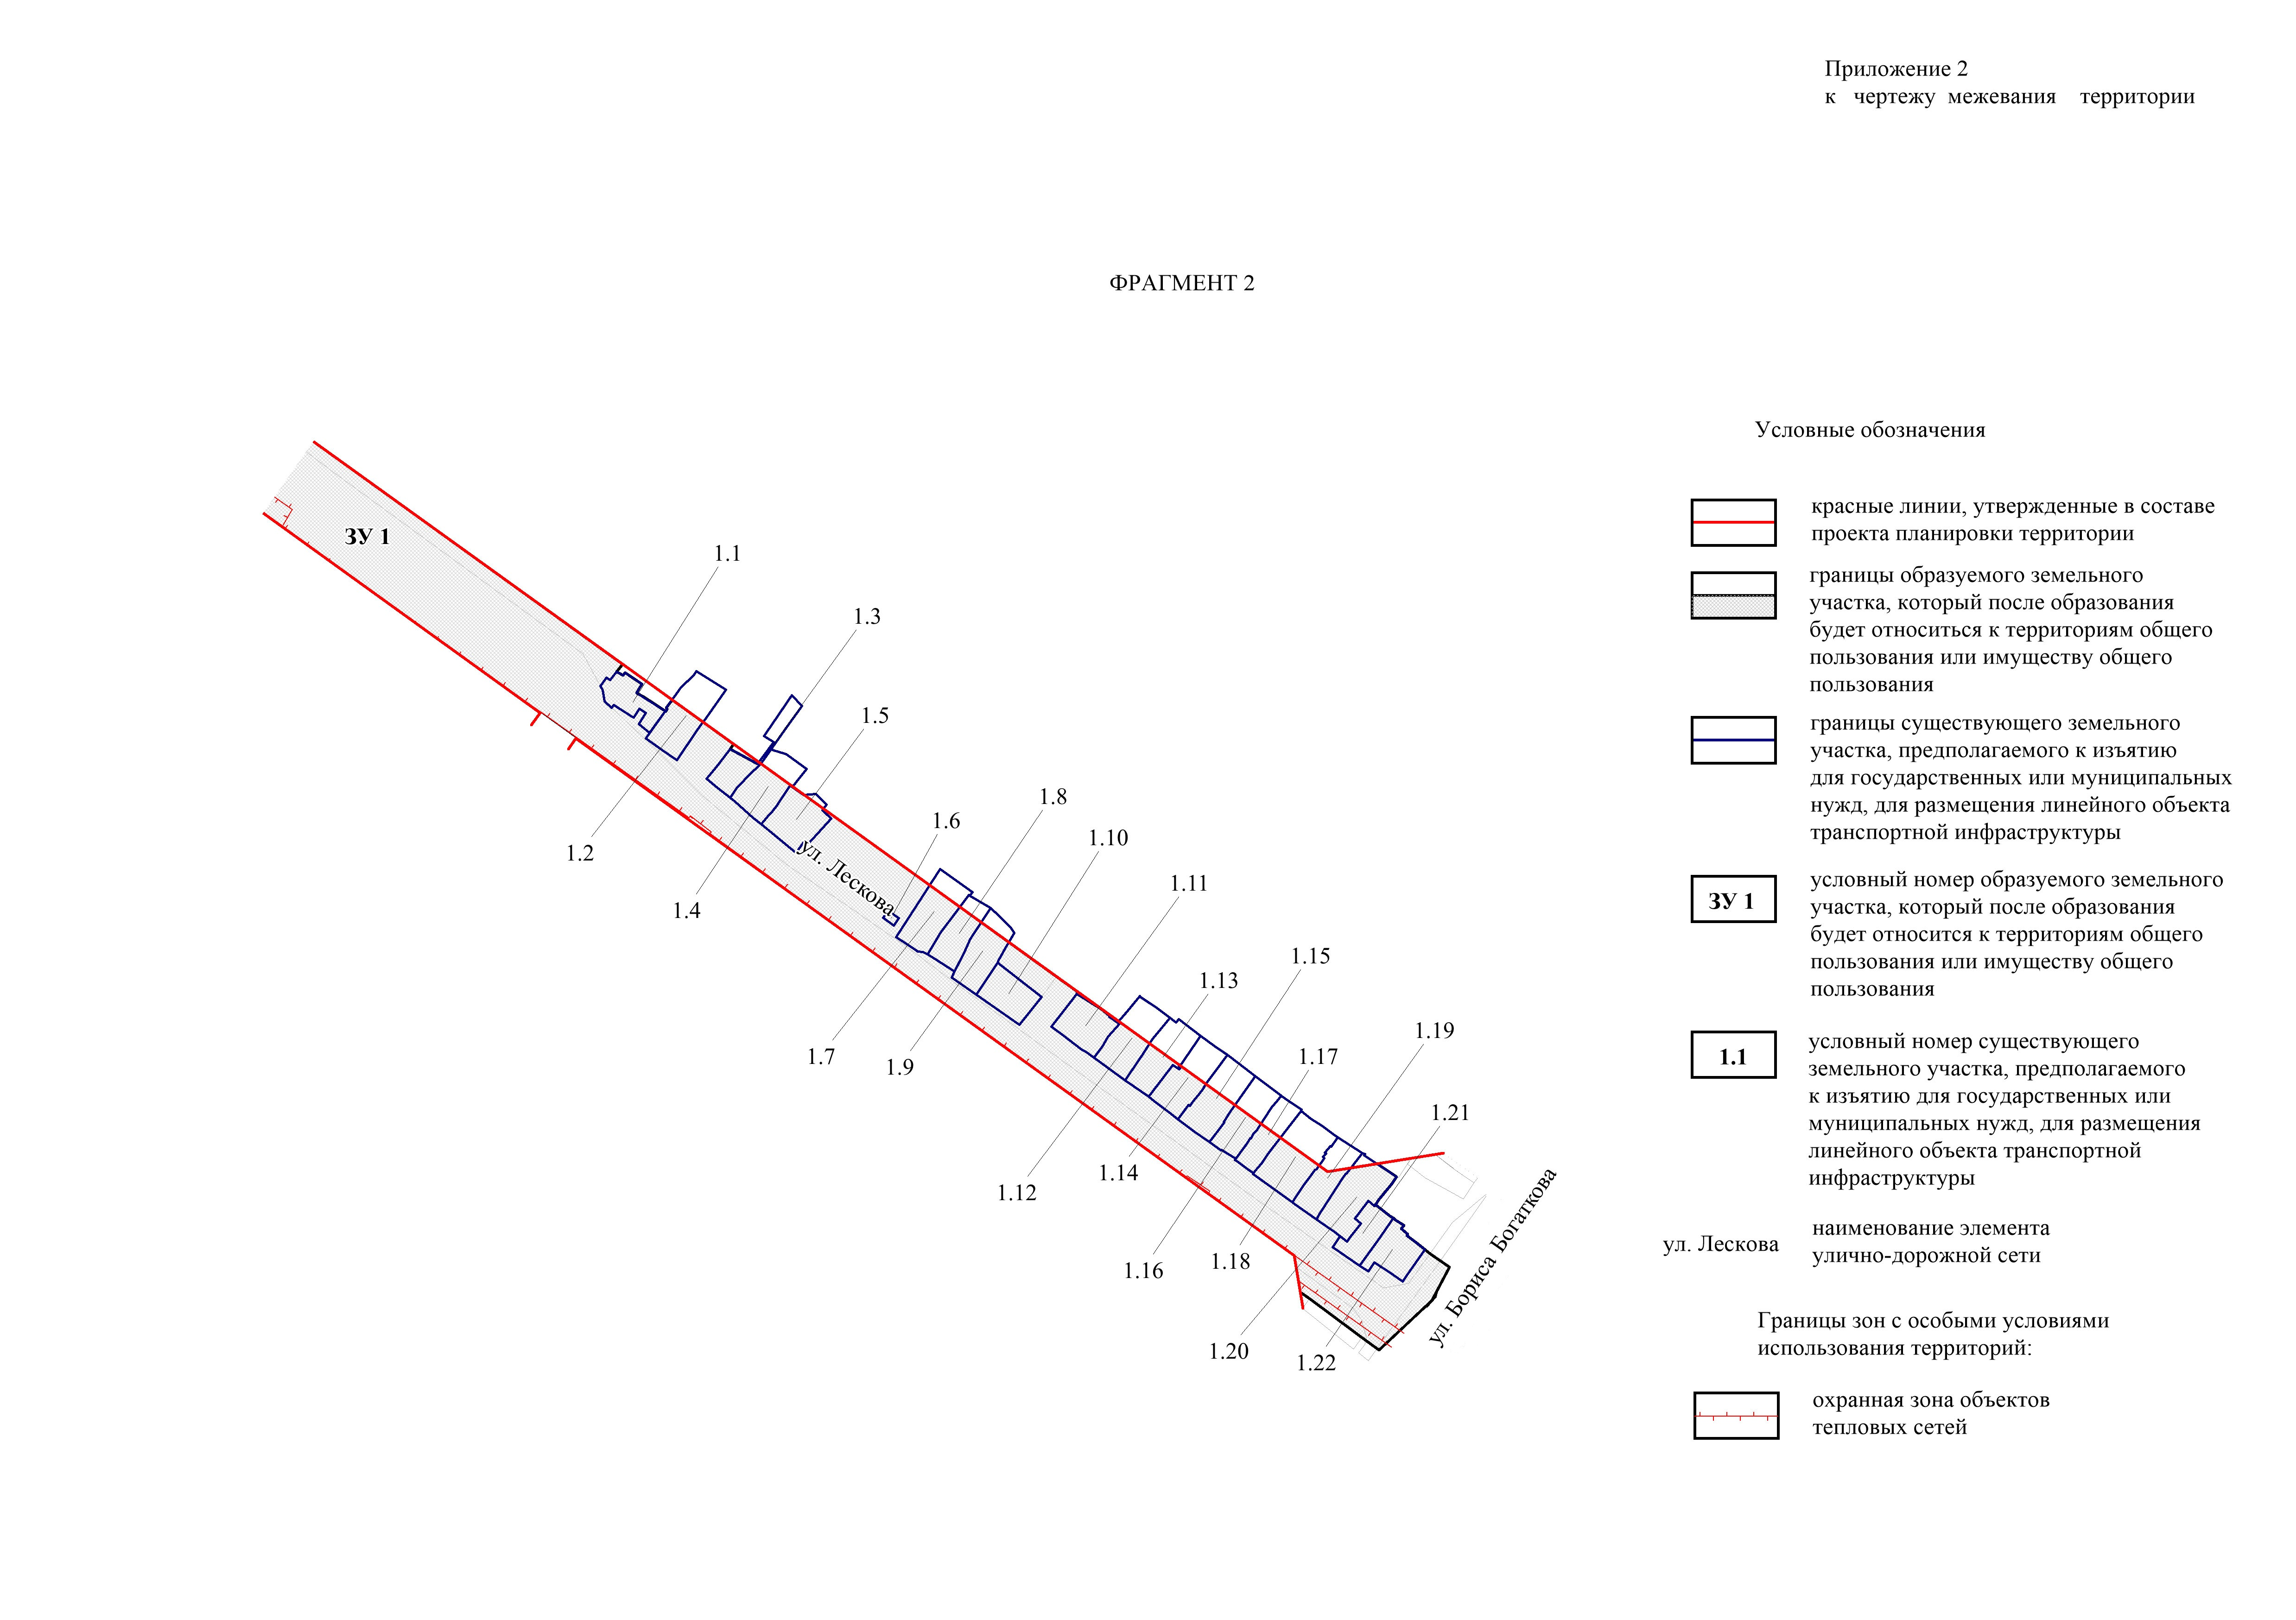 Приложение 2
к чертежу межевания территории
ФРАГМЕНТ 2
Условные обозначения
красные линии, утвержденные в составе
проекта планировки территории
границы образуемого земельного
участка, который после образования
будет относиться к территориям общего
пользования или имуществу общего
пользования
границы существующего земельного
участка, предполагаемого к изъятию
для государственных или муниципальных
нужд, для размещения линейного объекта
транспортной инфраструктуры
ЗУ 1
условный номер образуемого земельного
участка, который после образования
будет относится к территориям общего
пользования или имуществу общего
пользования
1.1
условный номер существующего
земельного участка, предполагаемого
к изъятию для государственных или
муниципальных нужд, для размещения
линейного объекта транспортной
инфраструктуры
ул. Лескова
наименование элемента
улично-дорожной сети
Границы зон с особыми условиями
использования территорий:
охранная зона объектов
тепловых сетей
ЗУ 1
1.1
1.3
1.5
1.2
1.4
1.6
1.8
1.10
ул. Лескова
1.11
1.7
1.9
1.15
1.13
1.19
1.17
1.21
1.12
1.14
1.16
1.18
1.20
1.22
ул. Бориса Богаткова